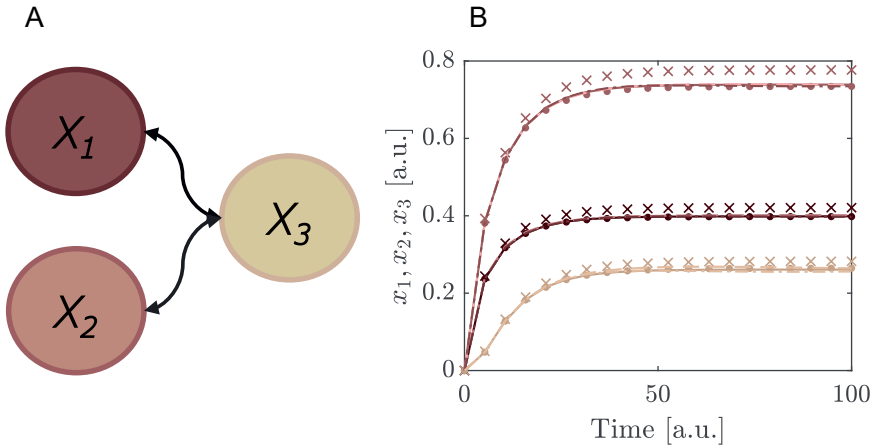 A
X1
X2
X3
B
x1, x2, x3 [a.u.]
0.8
0.6
0.4
0.2
0
0 50 100
Time [a.u.]